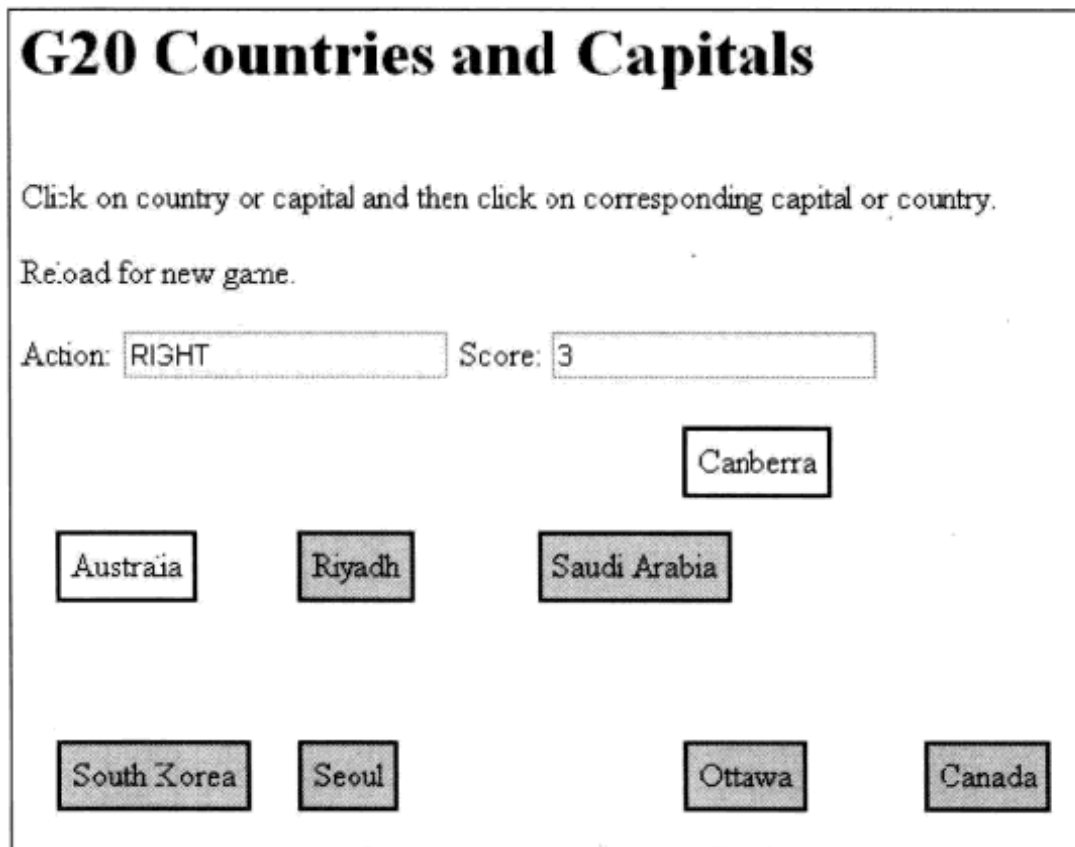 G20 Countries and Capitals
Click on country or capital and then click on corresponding capital or country.
Reload for new game.
Action: RIGHT Score: 3
Canberra
Australia Riyadh Saudi Arabia
South Korea Seoul Ottawa Canada